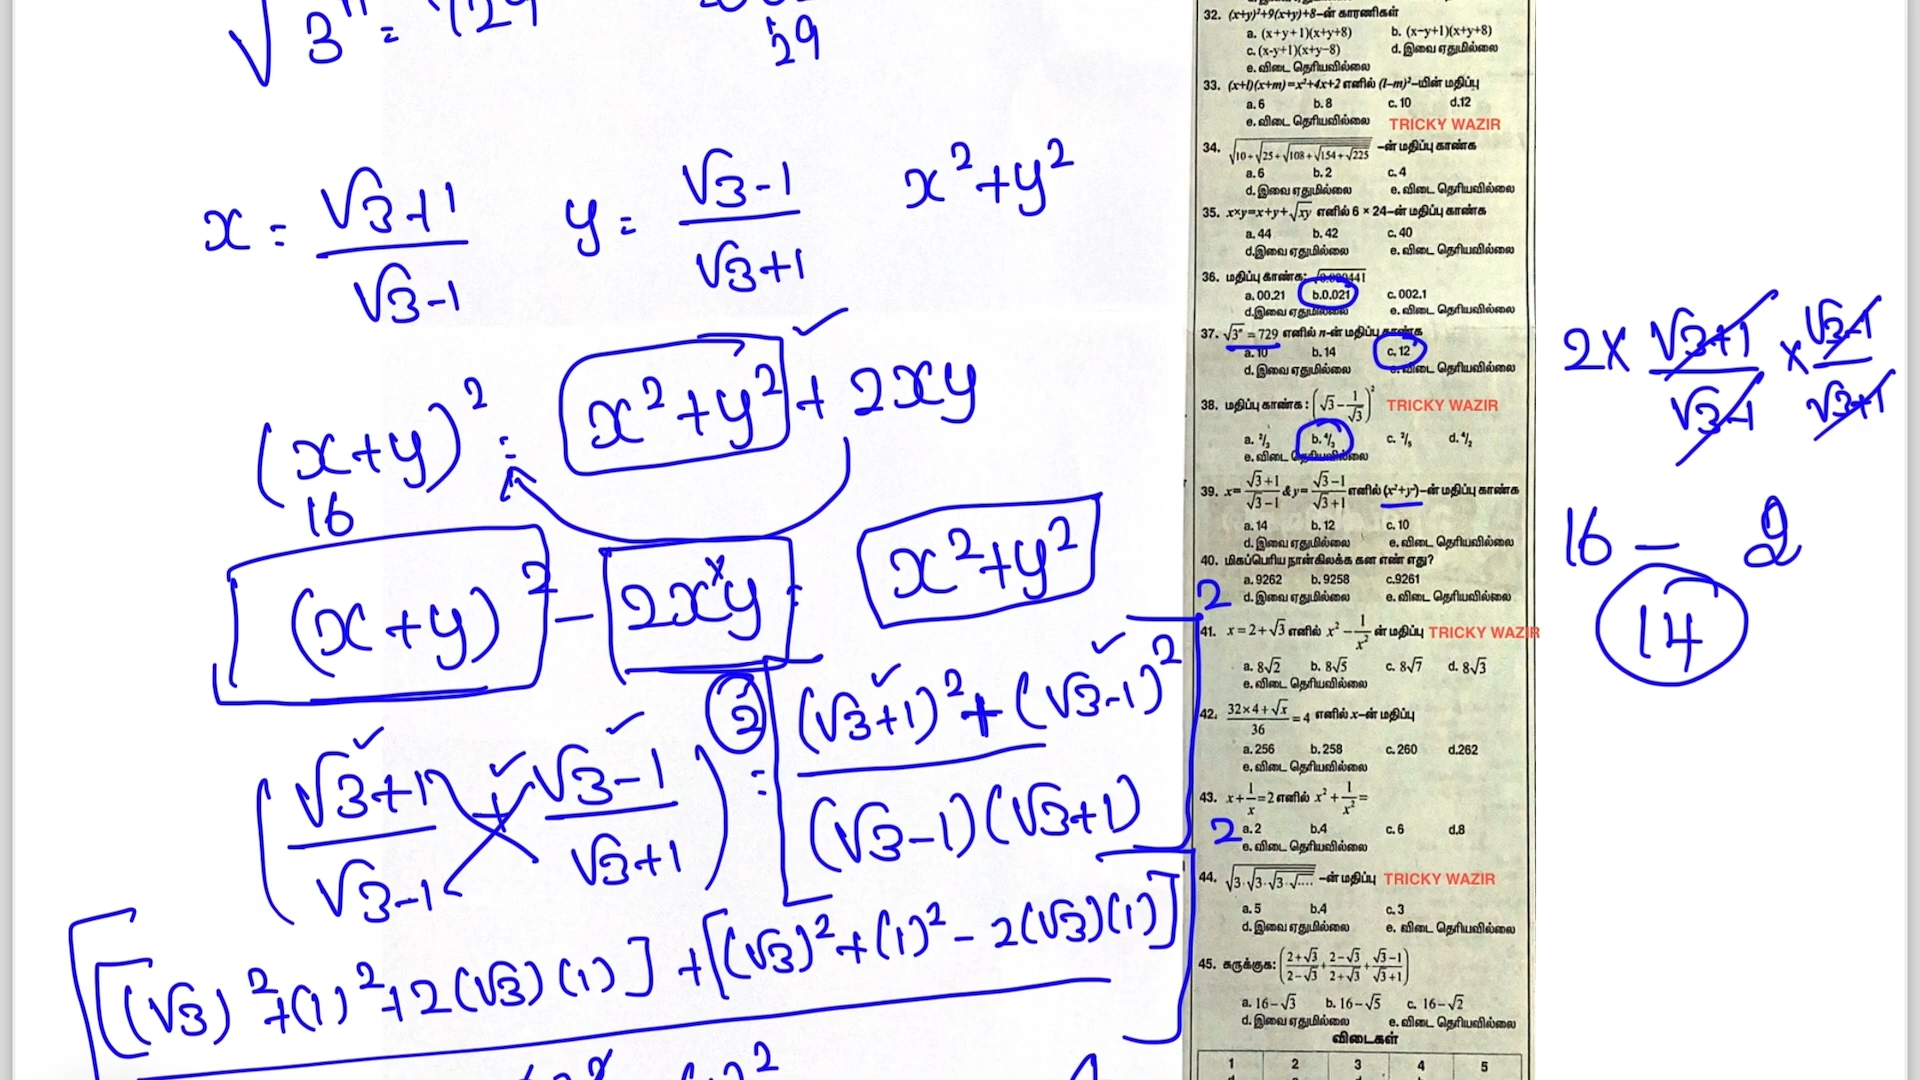 √3ⁿ = 729
29
x = (√3+1)/(√3-1) y = (√3-1)/(√3+1) x²+y²
(x+y)² = x²+y² + 2xy
16
(x+y)² - 2xy = x²+y²
((√3+1)/(√3-1) + (√3-1)/(√3+1))² = ((√3+1)²+(√3-1)²)/((√3-1)(√3+1))
[(√3)²+(1)²+2(√3)(1)] + [(√3)²+(1)²-2(√3)(1)]
32. (x+y)²+9(x+y)+8-ன் காரணிகள்
a. (x+y+1)(x+y+8) b. (x-y+1)(x+y+8)
c. (x-y+1)(x+y-8) d. இவை ஏதுமில்லை
e. விடை தெரியவில்லை
33. (x+l)(x+m)=x²+4x+2 எனில் (l-m)²-யின் மதிப்பு
a. 6 b. 8 c. 10 d.12
e. விடை தெரியவில்லை TRICKY WAZIR
34. √10+√25+√108+√154+√225 -ன் மதிப்பு காண்க
a. 6 b. 2 c. 4
d. இவை ஏதுமில்லை e. விடை தெரியவில்லை
35. x×y=x+y+√xy எனில் 6 × 24-ன் மதிப்பு காண்க
a. 44 b. 42 c. 40
d.இவை ஏதுமில்லை e. விடை தெரியவில்லை
36. மதிப்பு காண்க: √0.000441
a. 00.21 b.0.021 c. 002.1
d.இவை ஏதுமில்லை e. விடை தெரியவில்லை
37. √3ⁿ = 729 எனில் n-ன் மதிப்பு காண்க
a. 10 b. 14 c. 12
d. இவை ஏதுமில்லை e. விடை தெரியவில்லை
38. மதிப்பு காண்க : (√3 - 1/√3)² TRICKY WAZIR
a. ²/₃ b. ⁴/₃ c. ²/₅ d. ⁴/₂
e. விடை தெரியவில்லை
39. x= (√3+1)/(√3-1) & y= (√3-1)/(√3+1) எனில் (x²+y²)-ன் மதிப்பு காண்க
a. 14 b. 12 c. 10
d. இவை ஏதுமில்லை e. விடை தெரியவில்லை
40. மிகப்பெரிய நான்கிலக்க கன எண் எது?
a. 9262 b. 9258 c.9261
d. இவை ஏதுமில்லை e. விடை தெரியவில்லை
41. x = 2+√3 எனில் x² - 1/x² ன் மதிப்பு TRICKY WAZIR
a. 8√2 b. 8√5 c. 8√7 d. 8√3
e. விடை தெரியவில்லை
42. (32×4+√x)/36 = 4 எனில் x-ன் மதிப்பு
a. 256 b. 258 c. 260 d.262
e. விடை தெரியவில்லை
43. x+1/x=2 எனில் x²+1/x²=
a. 2 b.4 c. 6 d.8
e. விடை தெரியவில்லை
44. √3·√3·√3·√.... -ன் மதிப்பு TRICKY WAZIR
a. 5 b.4 c. 3
d. இவை ஏதுமில்லை e. விடை தெரியவில்லை
45. சுருக்குக: ((2+√3)/(2-√3) + (2-√3)/(2+√3) + (√3-1)/(√3+1))
a. 16-√3 b. 16-√5 c. 16-√2
d. இவை ஏதுமில்லை e. விடை தெரியவில்லை
விடைகள்
1 2 3 4 5
2 × (√3+1)/(√3-1) × (√3-1)/(√3+1)
16 - 2
14